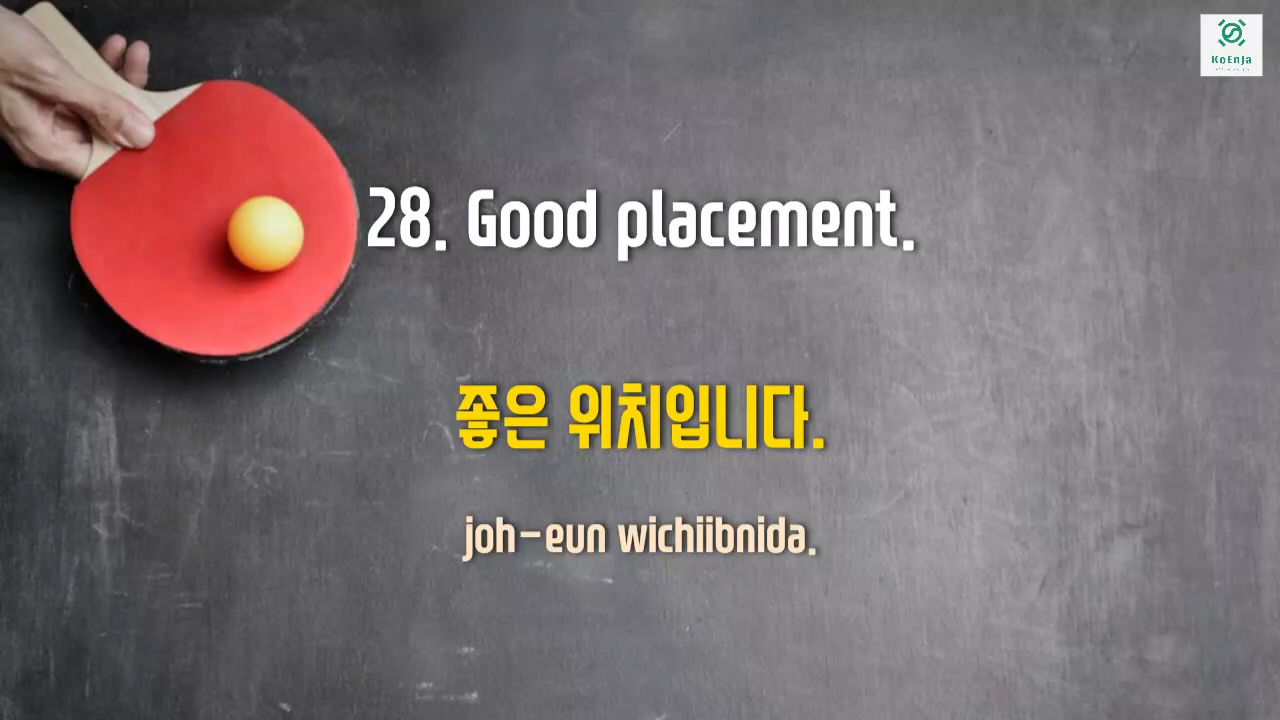 KoEnJa
28. Good placement.
좋은 위치입니다.
joh-eun wichiibnida.